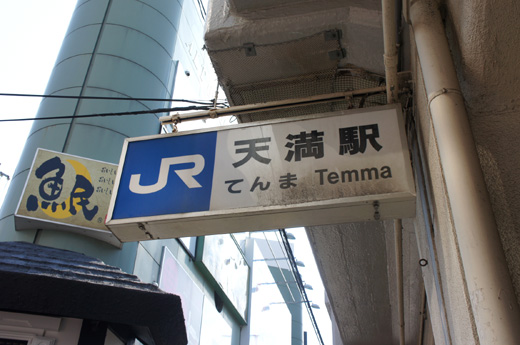 JR
天満駅
てんま Temma
魚民